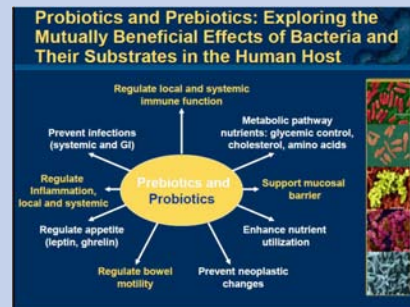 Probiotics and Prebiotics: Exploring the
Mutually Beneficial Effects of Bacteria and
Their Substrates in the Human Host
Regulate local and systemic
immune function
Prevent infections
(systemic and GI)
Metabolic pathway
nutrients: glycemic control,
cholesterol, amino acids
Regulate
Inflammation,
local and systemic
Prebiotics and
Probiotics
Support mucosal
barrier
Regulate appetite
(leptin, ghrelin)
Enhance nutrient
utilization
Regulate bowel
motility
Prevent neoplastic
changes